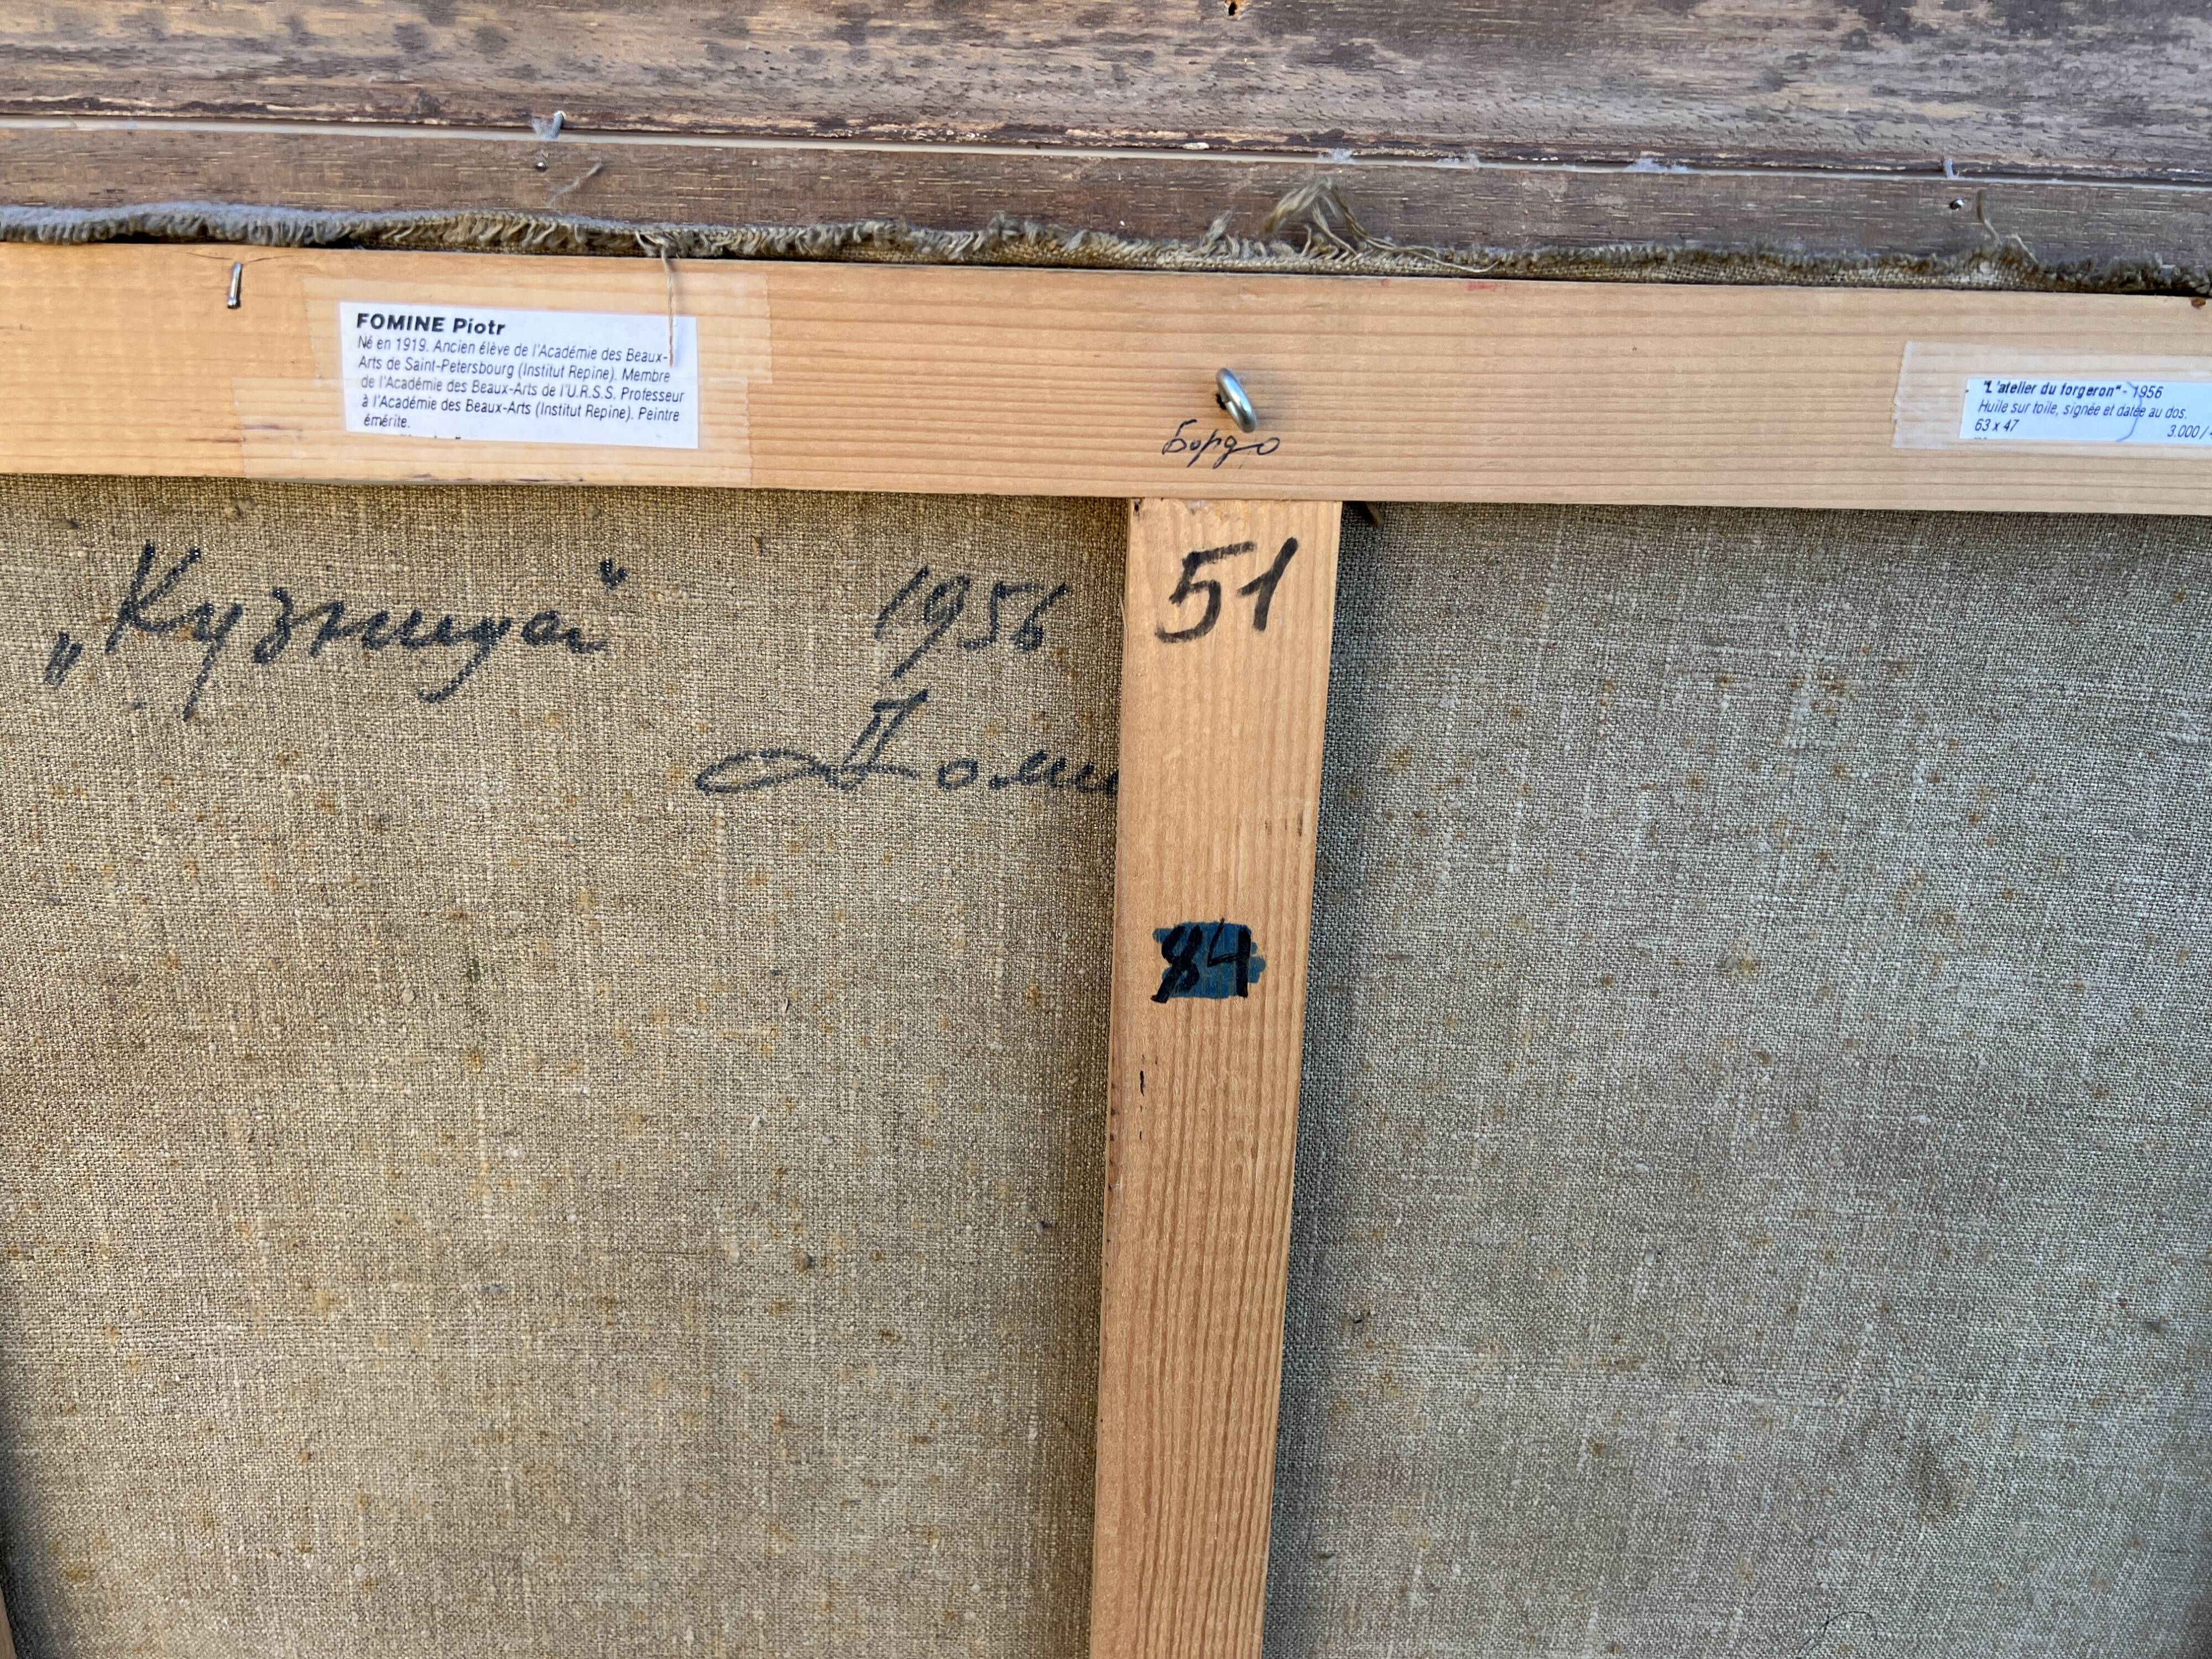 FOMINE Piotr
Né en 1919. Ancien élève de l'Académie des Beaux-
Arts de Saint-Petersbourg (Institut Repine). Membre
de l'Académie des Beaux-Arts de l'U.R.S.S. Professeur
à l'Académie des Beaux-Arts (Institut Repine). Peintre
émérite.
"L'atelier du forgeron" - 1956
Huile sur toile, signée et datée au dos.
63 x 47
3.000 /
Бордо
„Кузница“ 1956
51
84